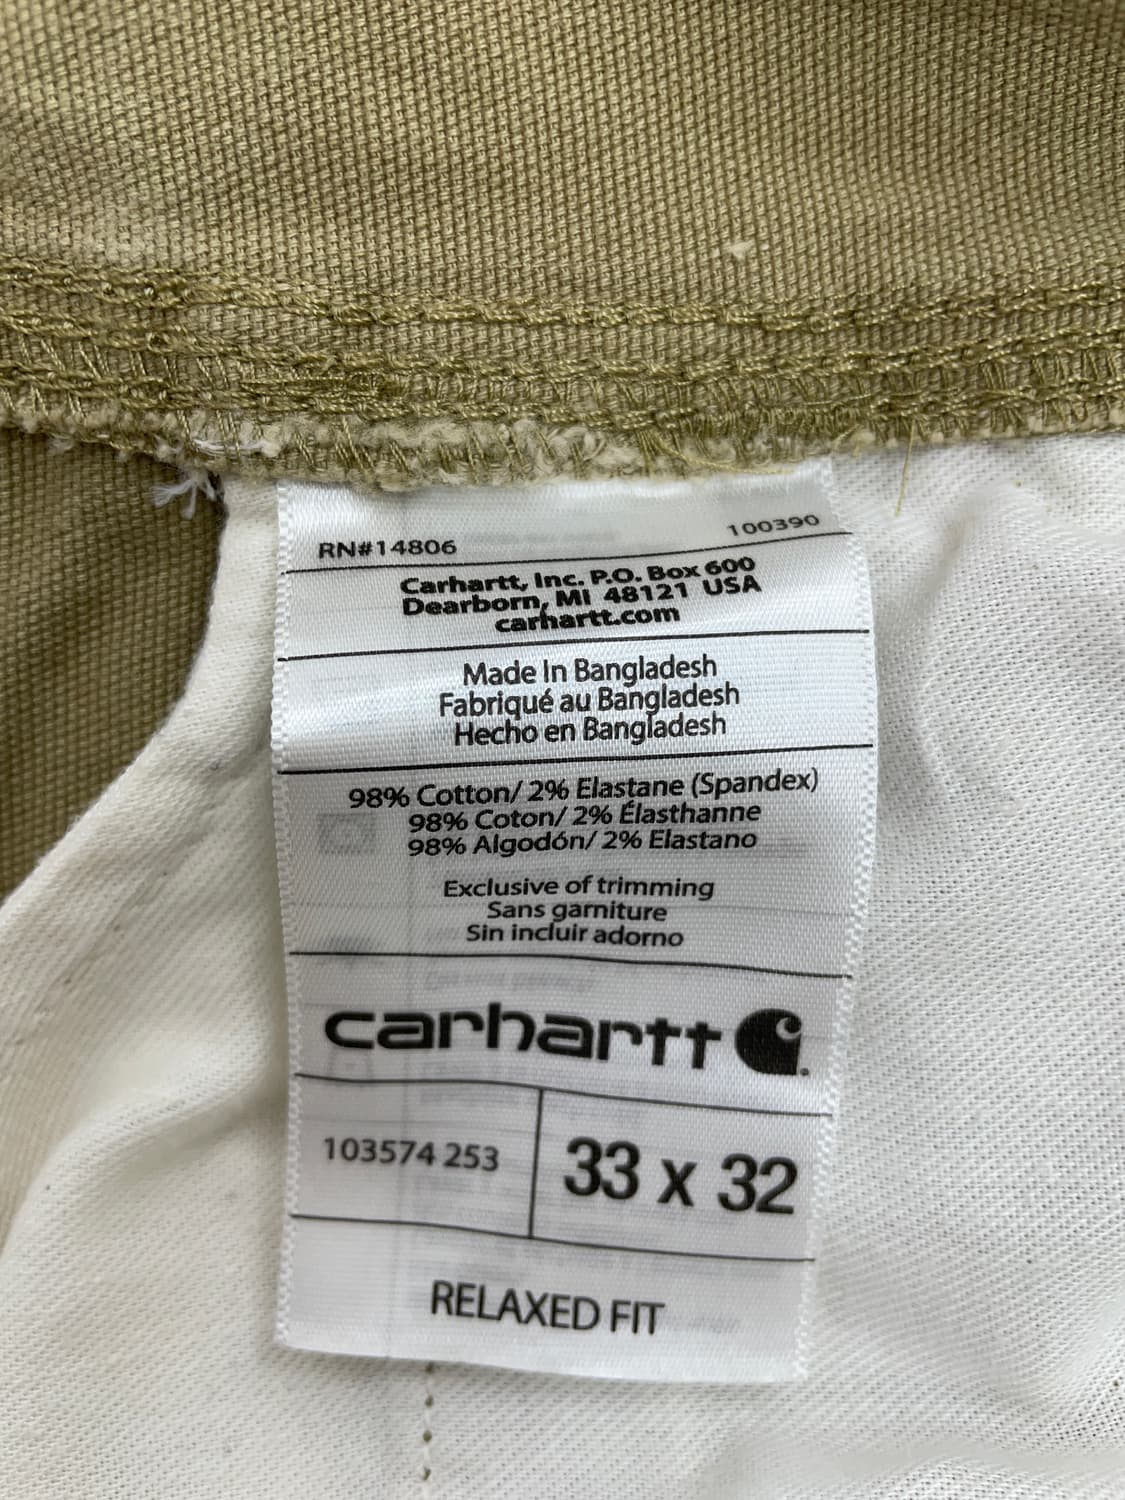 RN#14806 100390
Carhartt, Inc. P.O. Box 600
Dearborn, MI 48121 USA
carhartt.com
Made In Bangladesh
Fabriqué au Bangladesh
Hecho en Bangladesh
98% Cotton/ 2% Elastane (Spandex)
98% Coton/ 2% Élasthanne
98% Algodón/ 2% Elastano
Exclusive of trimming
Sans garniture
Sin incluir adorno
carhartt
103574 253 33 x 32
RELAXED FIT